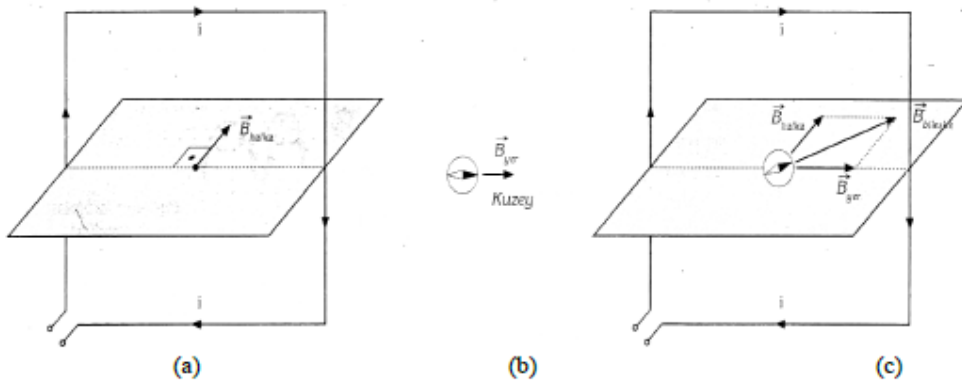 i
B halka
i
(a)
B yer
Kuzey
(b)
i
B halka
B bileşke
B yer
i
(c)